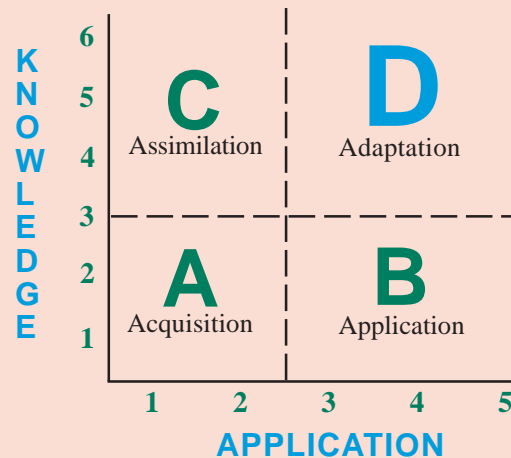 KNOWLEDGE
6
5
4
3
2
1
C
Assimilation
D
Adaptation
A
Acquisition
B
Application
1 2 3 4 5
APPLICATION